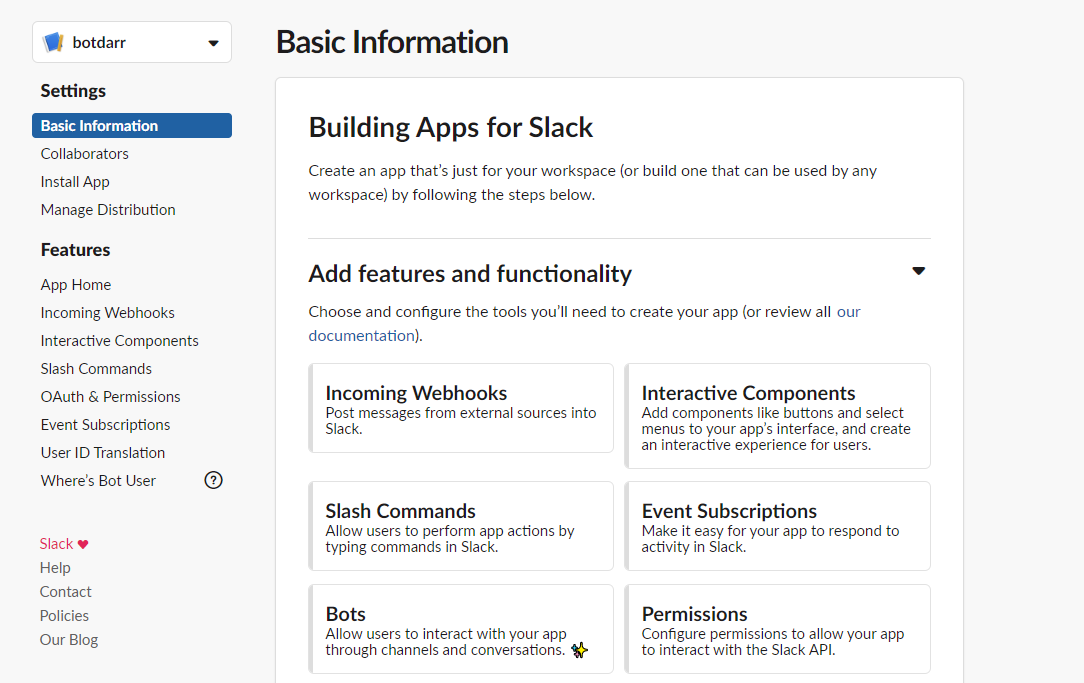 botdarr
Settings
Basic Information
Collaborators
Install App
Manage Distribution
Features
App Home
Incoming Webhooks
Interactive Components
Slash Commands
OAuth & Permissions
Event Subscriptions
User ID Translation
Where's Bot User
?
Slack ♥
Help
Contact
Policies
Our Blog
Basic Information
Building Apps for Slack
Create an app that's just for your workspace (or build one that can be used by any
workspace) by following the steps below.
Add features and functionality
Choose and configure the tools you'll need to create your app (or review all our
documentation).
Incoming Webhooks
Post messages from external sources into
Slack.
Interactive Components
Add components like buttons and select
menus to your app's interface, and create
an interactive experience for users.
Slash Commands
Allow users to perform app actions by
typing commands in Slack.
Event Subscriptions
Make it easy for your app to respond to
activity in Slack.
Bots
Allow users to interact with your app
through channels and conversations. ✨
Permissions
Configure permissions to allow your app
to interact with the Slack API.